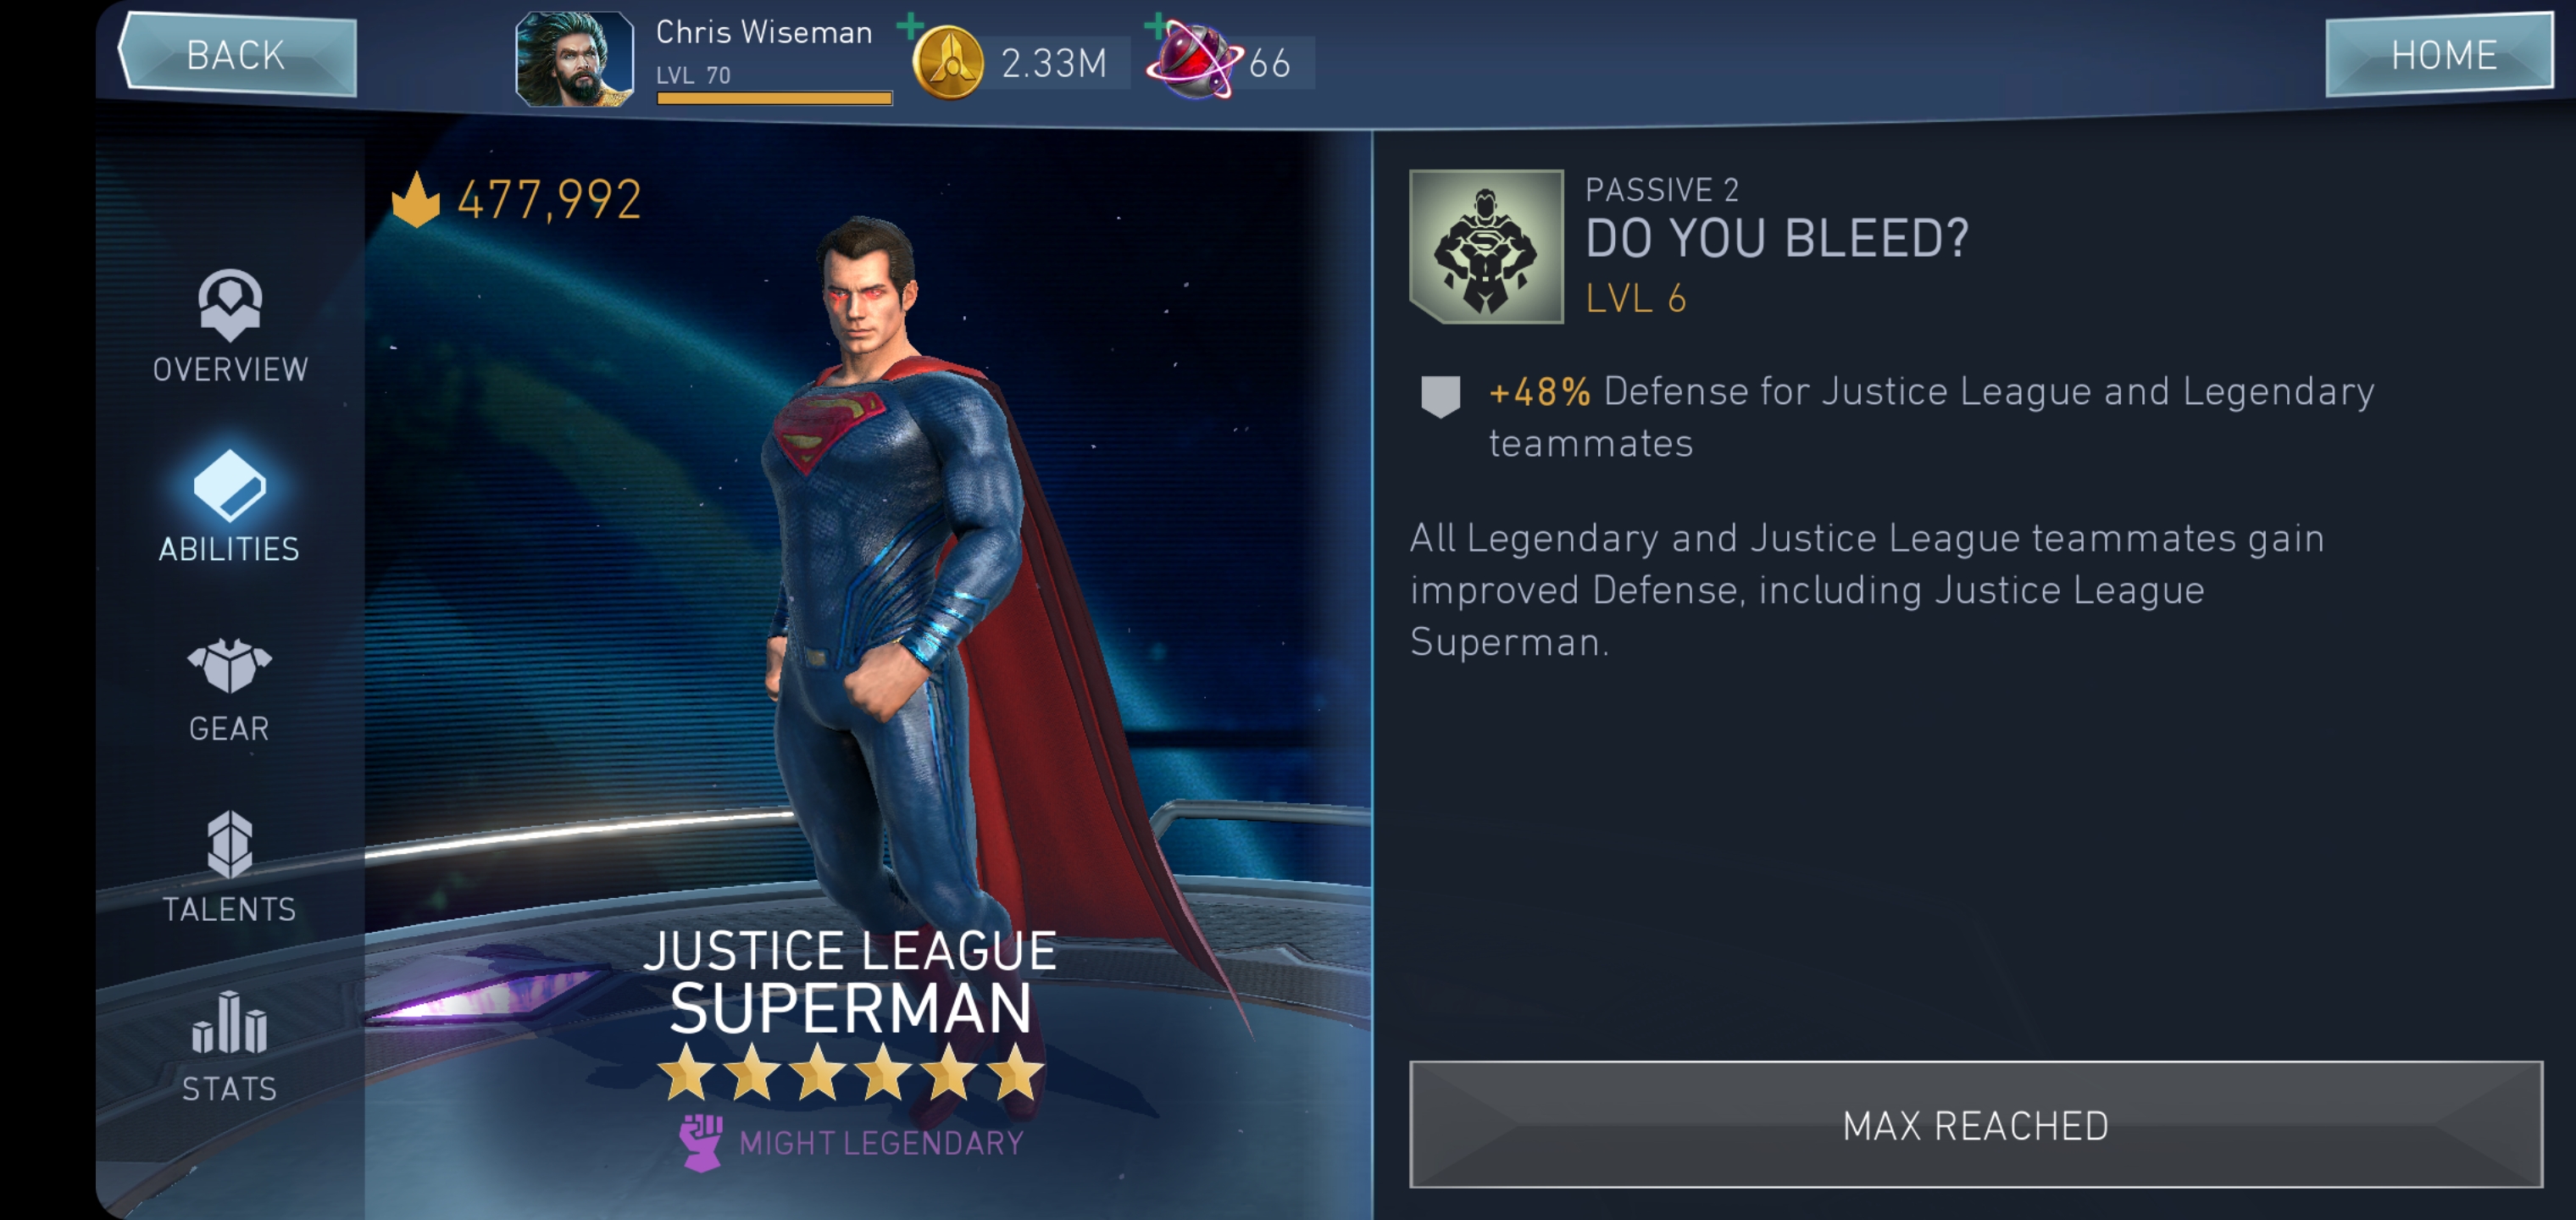 BACK
Chris Wiseman
LVL 70
2.33M
66
HOME
477,992
OVERVIEW
ABILITIES
GEAR
TALENTS
STATS
JUSTICE LEAGUE
SUPERMAN
MIGHT LEGENDARY
PASSIVE 2
DO YOU BLEED?
LVL 6
+48% Defense for Justice League and Legendary
teammates
All Legendary and Justice League teammates gain
improved Defense, including Justice League
Superman.
MAX REACHED